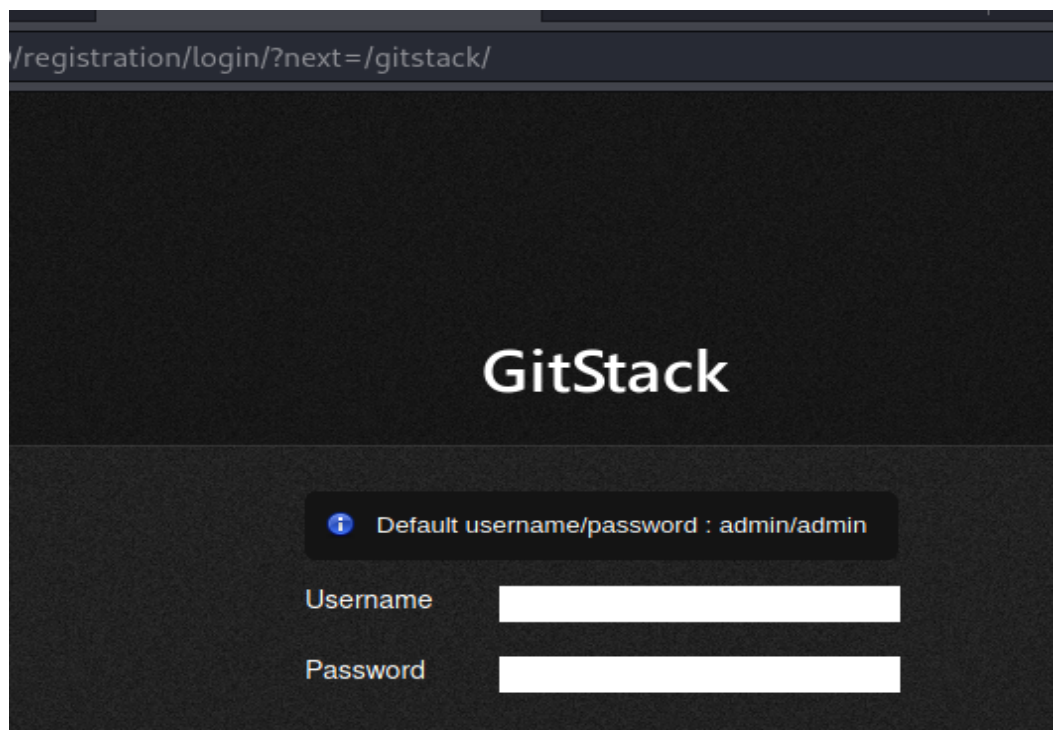 /registration/login/?next=/gitstack/
GitStack
Default username/password : admin/admin
Username
Password